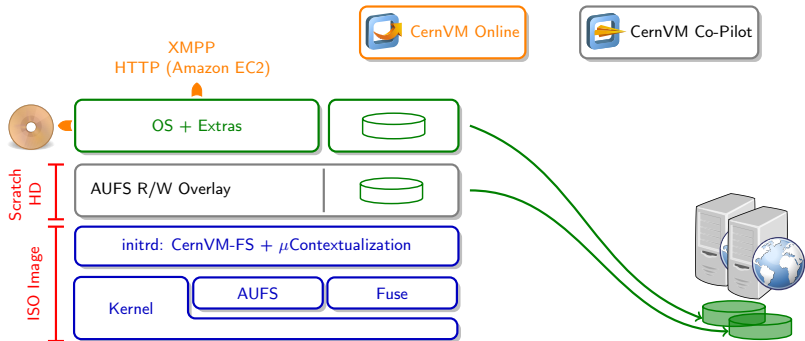 CernVM Online
CernVM Co-Pilot
XMPP
HTTP (Amazon EC2)
OS + Extras
Scratch
HD
AUFS R/W Overlay
ISO Image
initrd: CernVM-FS + μContextualization
Kernel
AUFS
Fuse